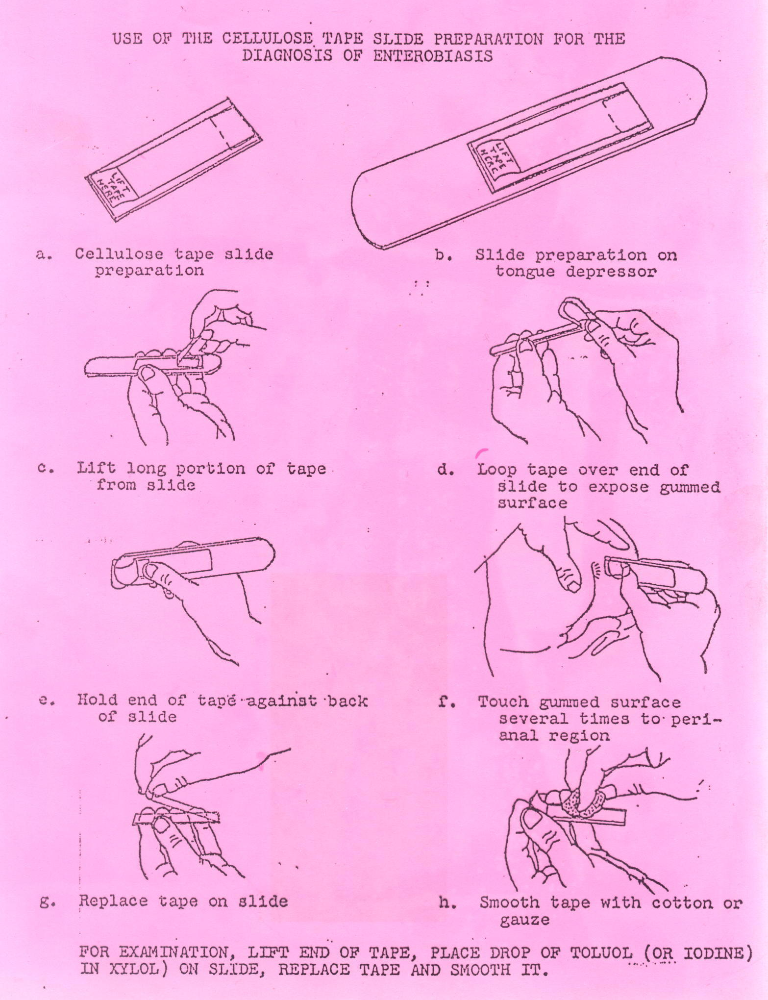 USE OF THE CELLULOSE TAPE SLIDE PREPARATION FOR THE
DIAGNOSIS OF ENTEROBIASIS
LIFT
TAPE
HERE
LIFT
TAPE
HERE
a. Cellulose tape slide
preparation
b. Slide preparation on
tongue depressor
c. Lift long portion of tape
from slide
d. Loop tape over end of
slide to expose gummed
surface
e. Hold end of tape against back
of slide
f. Touch gummed surface
several times to peri-
anal region
g. Replace tape on slide
h. Smooth tape with cotton or
gauze
FOR EXAMINATION, LIFT END OF TAPE, PLACE DROP OF TOLUOL (OR IODINE)
IN XYLOL) ON SLIDE, REPLACE TAPE AND SMOOTH IT.